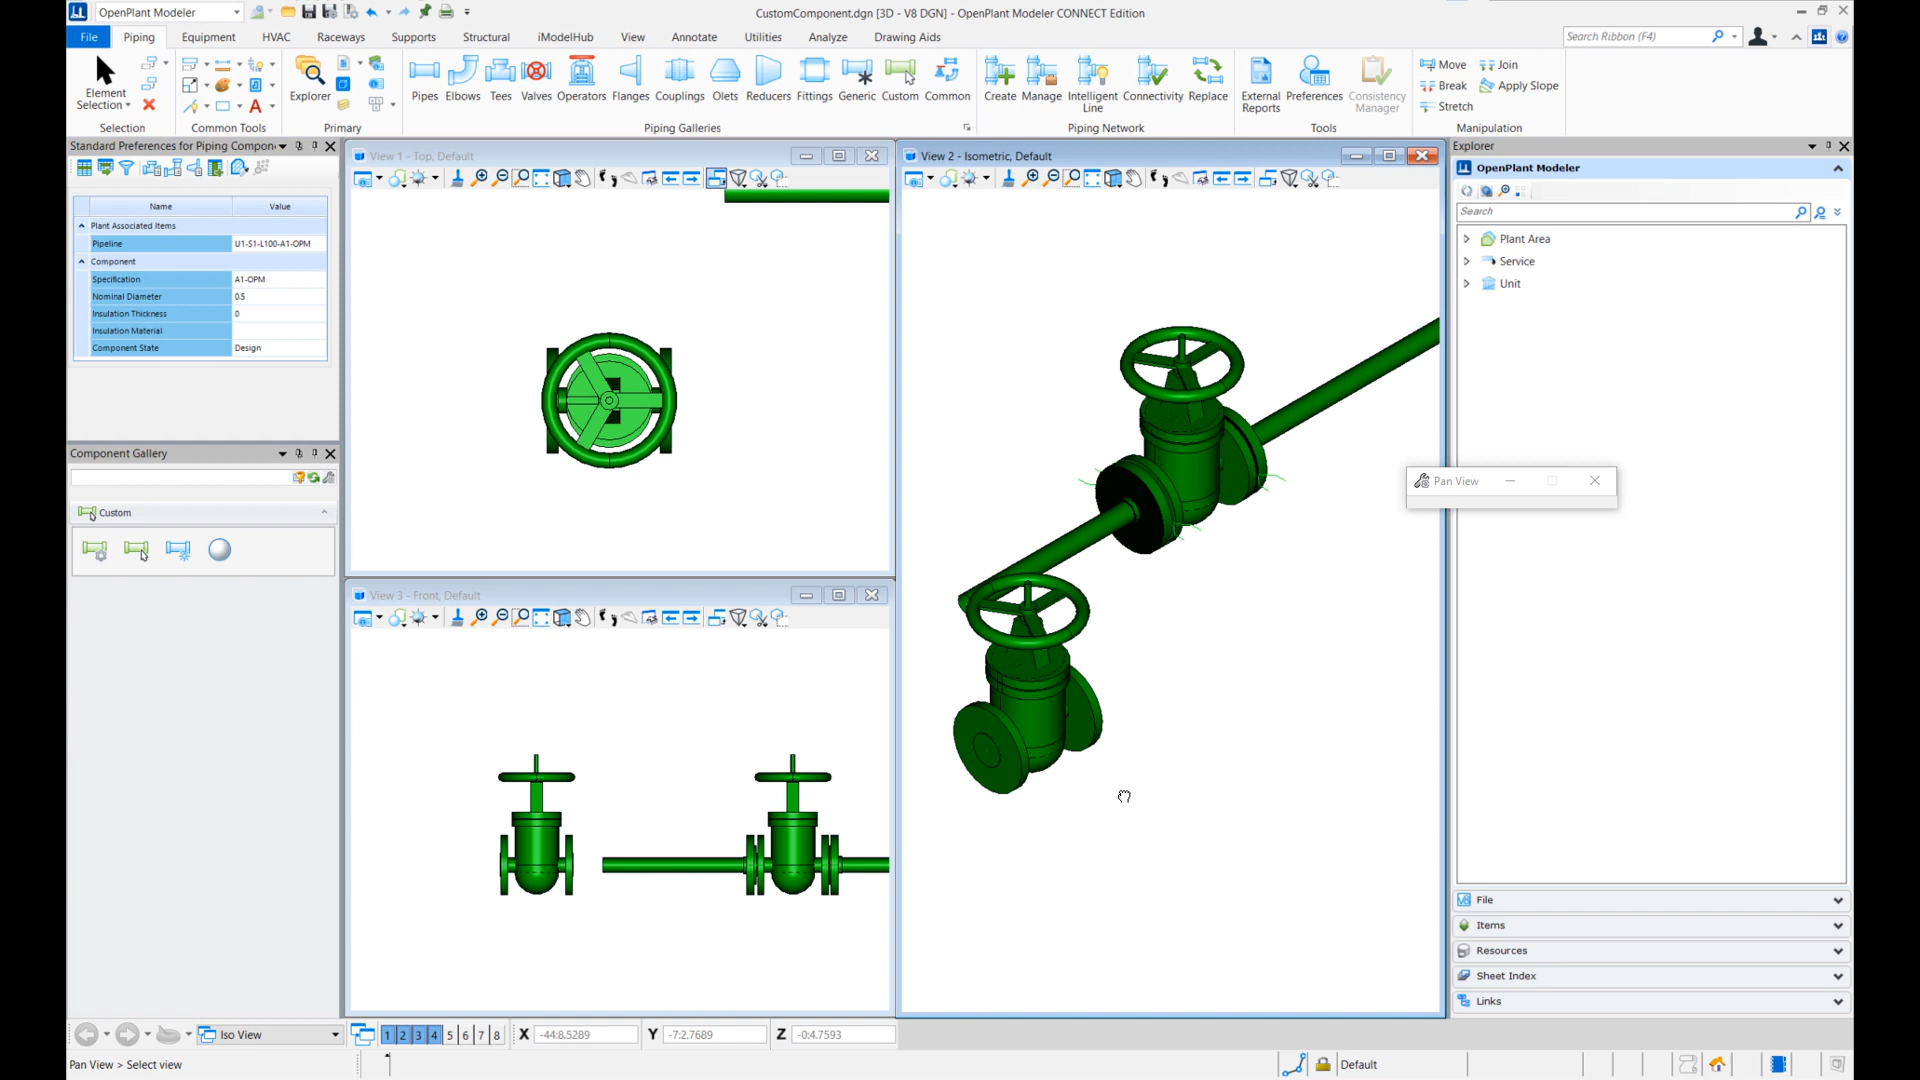 OpenPlant Modeler
CustomComponent.dgn [3D - V8 DGN] - OpenPlant Modeler CONNECT Edition
File Piping Equipment HVAC Raceways Supports Structural iModelHub View Annotate Utilities Analyze Drawing Aids
Search Ribbon (F4)
Element Selection
Explorer
Pipes Elbows Tees Valves Operators Flanges Couplings Olets Reducers Fittings Generic Custom Common
Create Manage Intelligent Line Connectivity Replace
External Reports Preferences Consistency Manager
Move Join
Break Apply Slope
Stretch
Selection Common Tools Primary Piping Galleries Piping Network Tools Manipulation
Standard Preferences for Piping Compon
Name Value
Plant Associated Items
Pipeline U1-S1-L100-A1-OPM
Component
Specification A1-OPM
Nominal Diameter 0.5
Insulation Thickness 0
Insulation Material
Component State Design
Component Gallery
Custom
View 1 - Top, Default
View 2 - Isometric, Default
View 3 - Front, Default
Pan View
Explorer
OpenPlant Modeler
Search
Plant Area
Service
Unit
File
Items
Resources
Sheet Index
Links
Iso View
1 2 3 4 5 6 7 8
X -44:8.5289 Y -7:2.7689 Z -0:4.7593
Pan View > Select view
Default